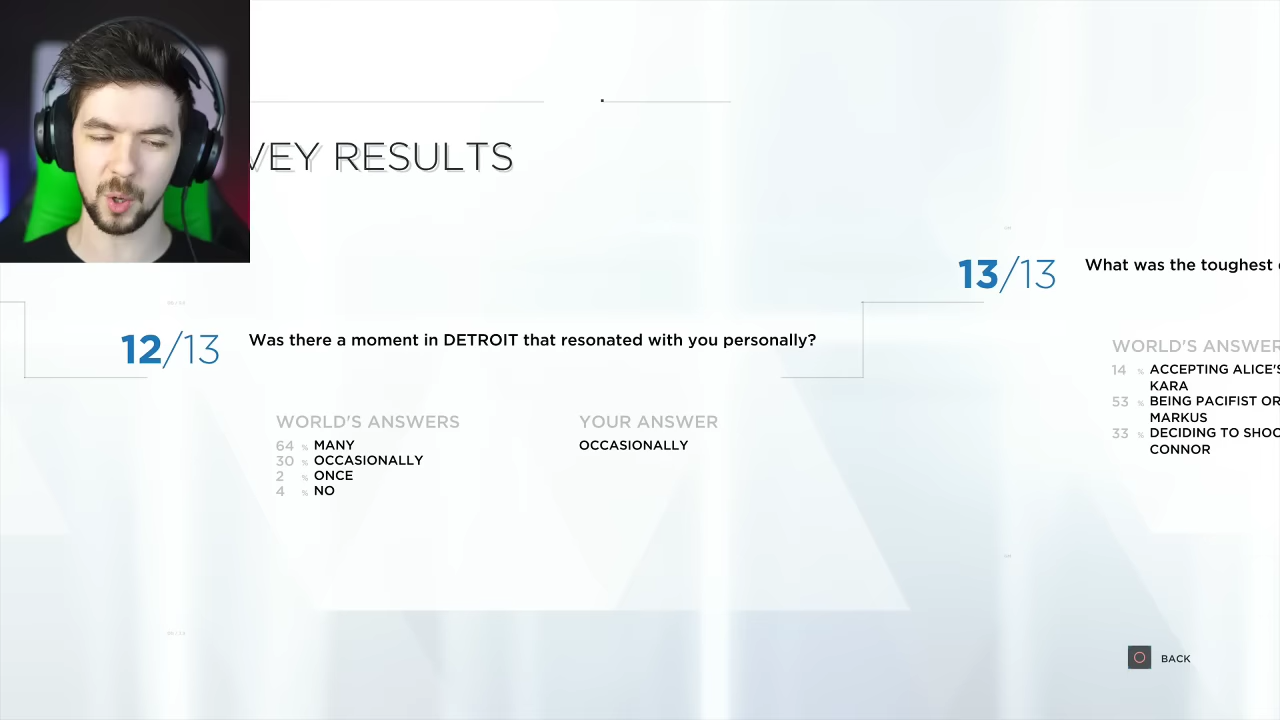 VEY RESULTS
12/13
Was there a moment in DETROIT that resonated with you personally?
WORLD'S ANSWERS
64 % MANY
30 % OCCASIONALLY
2 % ONCE
4 % NO
YOUR ANSWER
OCCASIONALLY
13/13
What was the toughest
WORLD'S ANSWER
14 % ACCEPTING ALICE'S
KARA
53 % BEING PACIFIST OR
MARKUS
33 % DECIDING TO SHOO
CONNOR
BACK